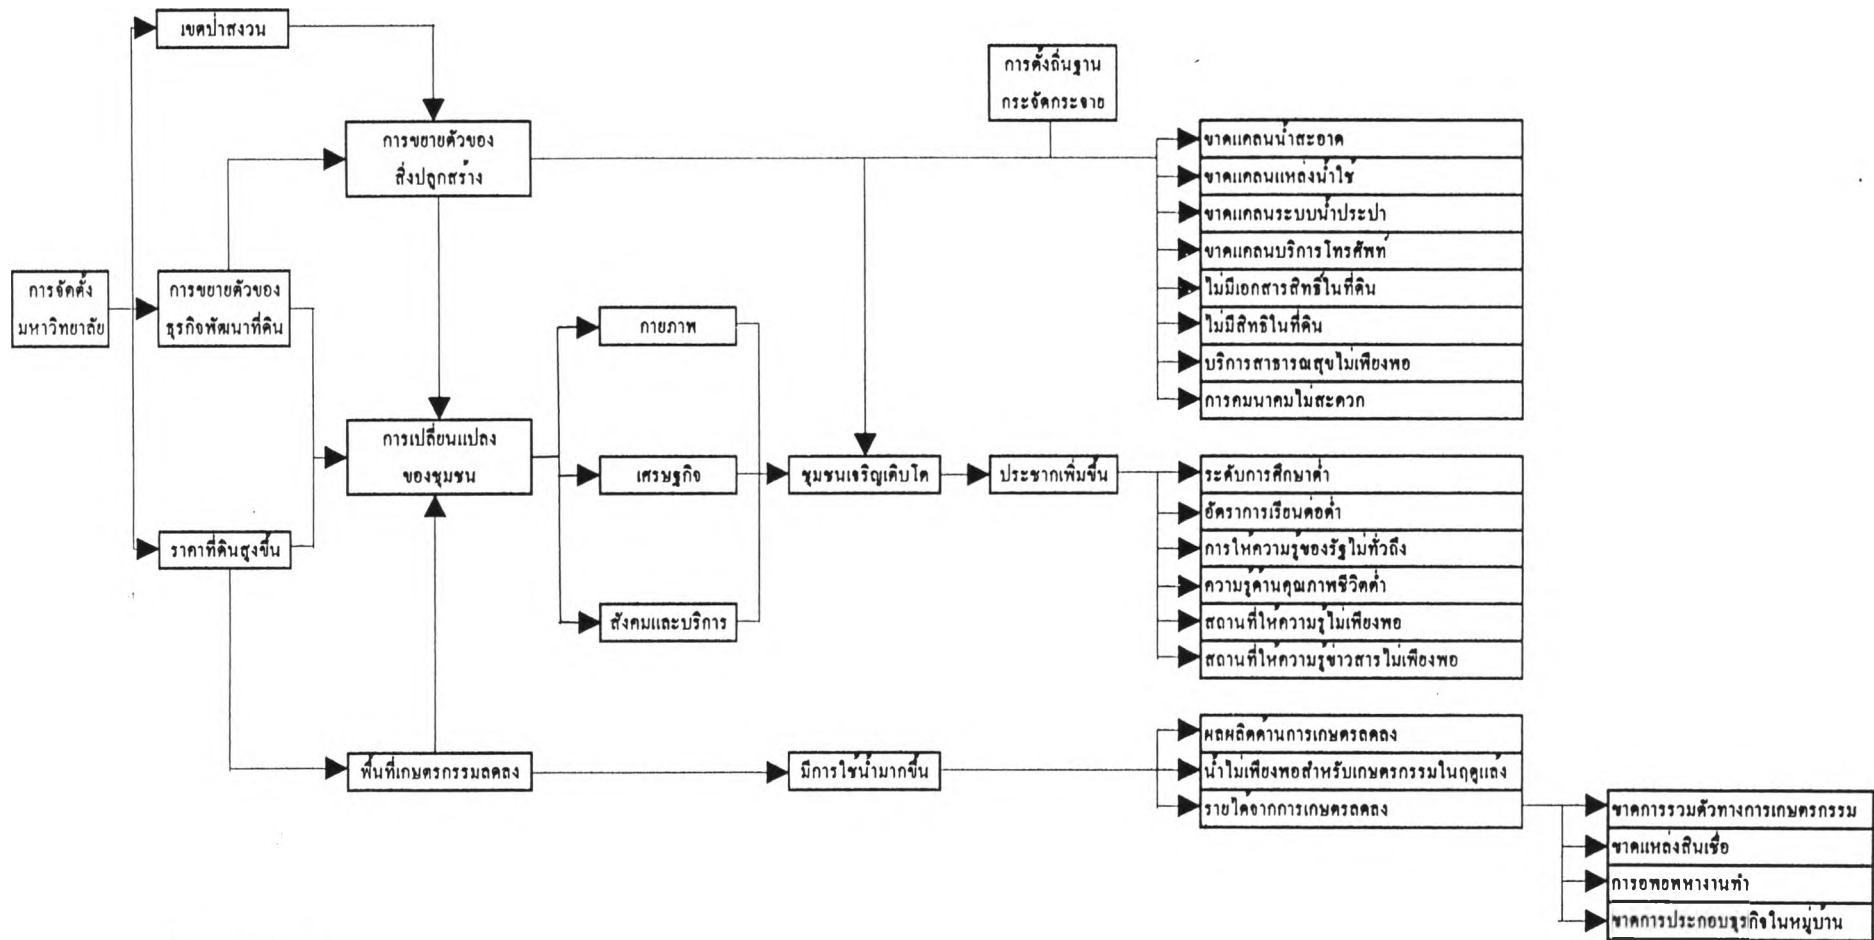 เขตป่าสงวน
การตั้งถิ่นฐาน
กระจัดกระจาย
การขยายตัวของ
สิ่งปลูกสร้าง
ขาดแคลนน้ำสะอาด
ขาดแคลนแหล่งน้ำใช้
ขาดแคลนระบบน้ำประปา
ขาดแคลนบริการโทรศัพท์
ไม่มีเอกสารสิทธิ์ในที่ดิน
ไม่มีสิทธิในที่ดิน
บริการสาธารณสุขไม่เพียงพอ
การคมนาคมไม่สะดวก
การจัดตั้ง
มหาวิทยาลัย
การขยายตัวของ
ธุรกิจพัฒนาที่ดิน
กายภาพ
การเปลี่ยนแปลง
ของชุมชน
เศรษฐกิจ
ชุมชนเจริญเติบโต
ประชากเพิ่มขึ้น
ระดับการศึกษาต่ำ
อัตราการเรียนต่อต่ำ
การให้ความรู้ของรัฐไม่ทั่วถึง
ความรู้ด้านคุณภาพชีวิตต่ำ
สถานที่ให้ความรู้ไม่เพียงพอ
สถานที่ให้ความรู้ข่าวสารไม่เพียงพอ
ราคาที่ดินสูงขึ้น
สังคมและบริการ
พื้นที่เกษตรกรรมลดลง
มีการใช้น้ำมากขึ้น
ผลผลิตด้านการเกษตรลดลง
น้ำไม่เพียงพอสำหรับเกษตรกรรมในฤดูแล้ง
รายได้จากการเกษตรลดลง
ขาดการรวมตัวทางการเกษตรกรรม
ขาดแหล่งสินเชื่อ
การอพยพหางานทำ
ขาดการประกอบธุรกิจในหมู่บ้าน